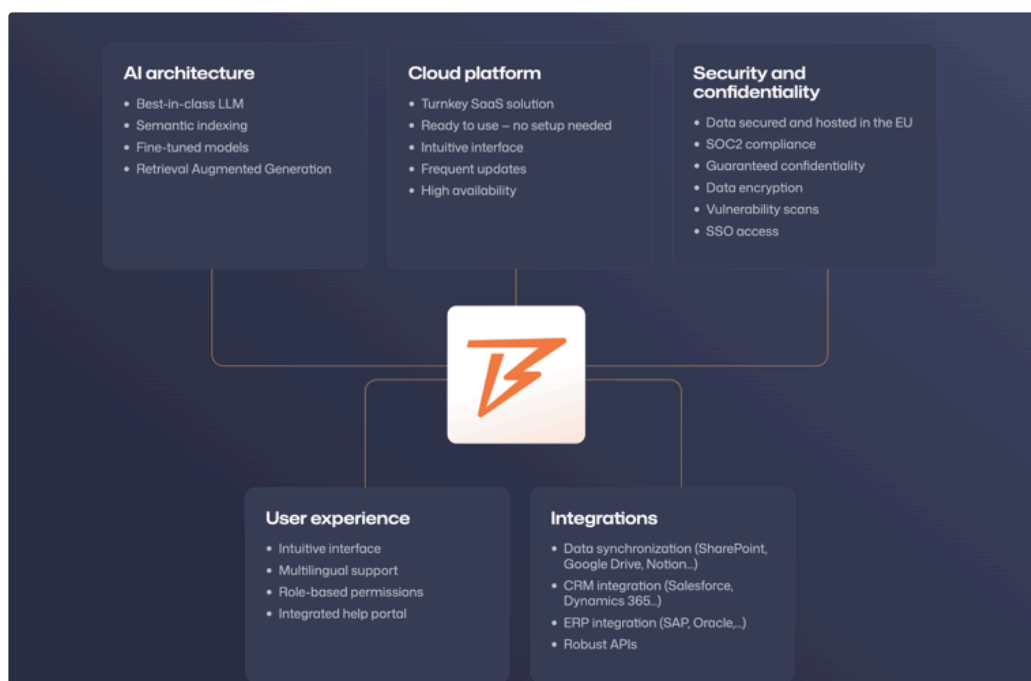 AI architecture
• Best-in-class LLM
• Semantic indexing
• Fine-tuned models
• Retrieval Augmented Generation
Cloud platform
• Turnkey SaaS solution
• Ready to use – no setup needed
• Intuitive interface
• Frequent updates
• High availability
Security and
confidentiality
• Data secured and hosted in the EU
• SOC2 compliance
• Guaranteed confidentiality
• Data encryption
• Vulnerability scans
• SSO access
User experience
• Intuitive interface
• Multilingual support
• Role-based permissions
• Integrated help portal
Integrations
• Data synchronization (SharePoint,
Google Drive, Notion...)
• CRM integration (Salesforce,
Dynamics 365...)
• ERP integration (SAP, Oracle,...)
• Robust APIs